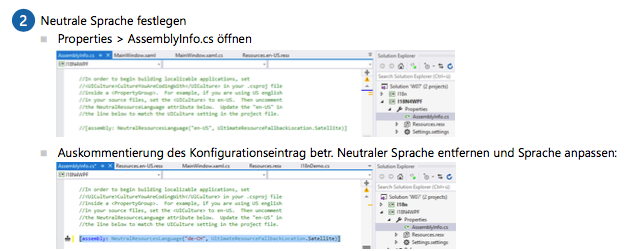 2 Neutrale Sprache festlegen
Properties > AssemblyInfo.cs öffnen
AssemblyInfo.cs MainWindow.xaml MainWindow.xaml.cs Resources.en-US.resx
I18N4WPF
//In order to begin building localizable applications, set
//<UICulture>CultureYouAreCodingWith</UICulture> in your .csproj file
//inside a <PropertyGroup>. For example, if you are using US english
//in your source files, set the <UICulture> to en-US. Then uncomment
//the NeutralResourceLanguage attribute below. Update the "en-US" in
//the line below to match the UICulture setting in the project file.
//[assembly: NeutralResourcesLanguage("en-US", UltimateResourceFallbackLocation.Satellite)]
Solution Explorer
Search Solution Explorer (Ctrl+ü)
Solution 'WG7' (2 projects)
I18n
I18N4WPF
Properties
AssemblyInfo.cs
Resources.resx
Settings.settings
Auskommentierung des Konfigurationseintrag betr. Neutraler Sprache entfernen und Sprache anpassen:
AssemblyInfo.cs* Resources.en-US.resx MainWindow.xaml MainWindow.xaml.cs I18nDemo.cs
I18N4WPF
//In order to begin building localizable applications, set
//<UICulture>CultureYouAreCodingWith</UICulture> in your .csproj file
//inside a <PropertyGroup>. For example, if you are using US english
//in your source files, set the <UICulture> to en-US. Then uncomment
//the NeutralResourceLanguage attribute below. Update the "en-US" in
//the line below to match the UICulture setting in the project file.
[assembly: NeutralResourcesLanguage("de-CH", UltimateResourceFallbackLocation.Satellite)]
Solution Explorer
Search Solution Explorer (Ctrl+ü)
Solution 'WG7' (2 projects)
I18n
I18N4WPF
Properties
AssemblyInfo.cs
Resources.resx
Settings.settings